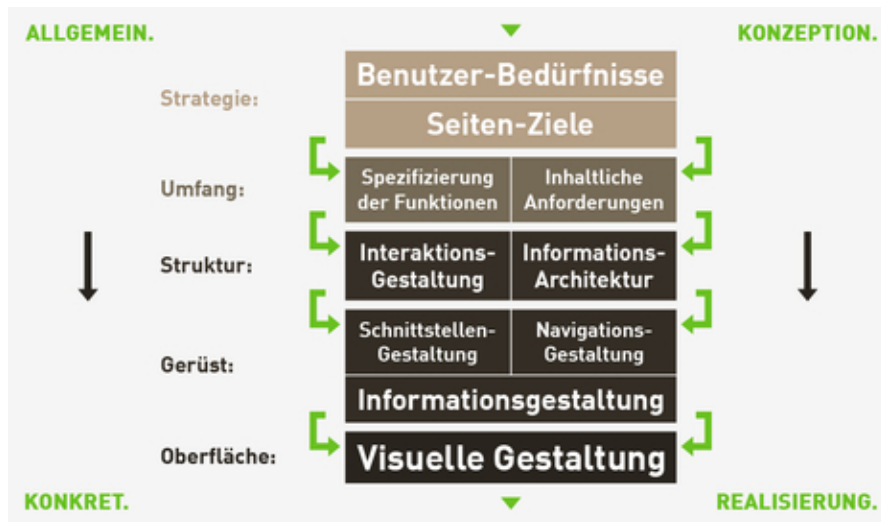 ALLGEMEIN.
KONZEPTION.
Strategie:
Benutzer-Bedürfnisse
Seiten-Ziele
Umfang:
Spezifizierung
der Funktionen
Inhaltliche
Anforderungen
Struktur:
Interaktions-
Gestaltung
Informations-
Architektur
Gerüst:
Schnittstellen-
Gestaltung
Navigations-
Gestaltung
Informationsgestaltung
Oberfläche:
Visuelle Gestaltung
KONKRET.
REALISIERUNG.